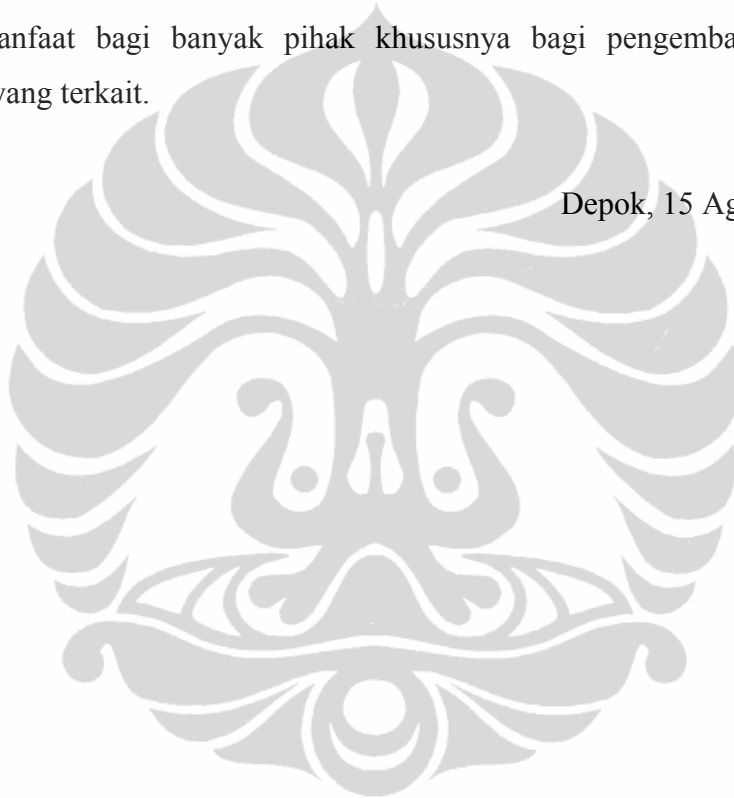 anfaat bagi banyak pihak khususnya bagi pengemba
yang terkait.
Depok, 15 Ag